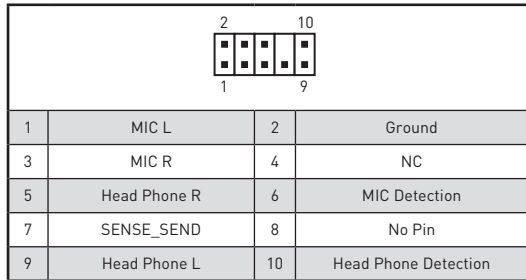 2 10
1 9
1 MIC L 2 Ground
3 MIC R 4 NC
5 Head Phone R 6 MIC Detection
7 SENSE_SEND 8 No Pin
9 Head Phone L 10 Head Phone Detection